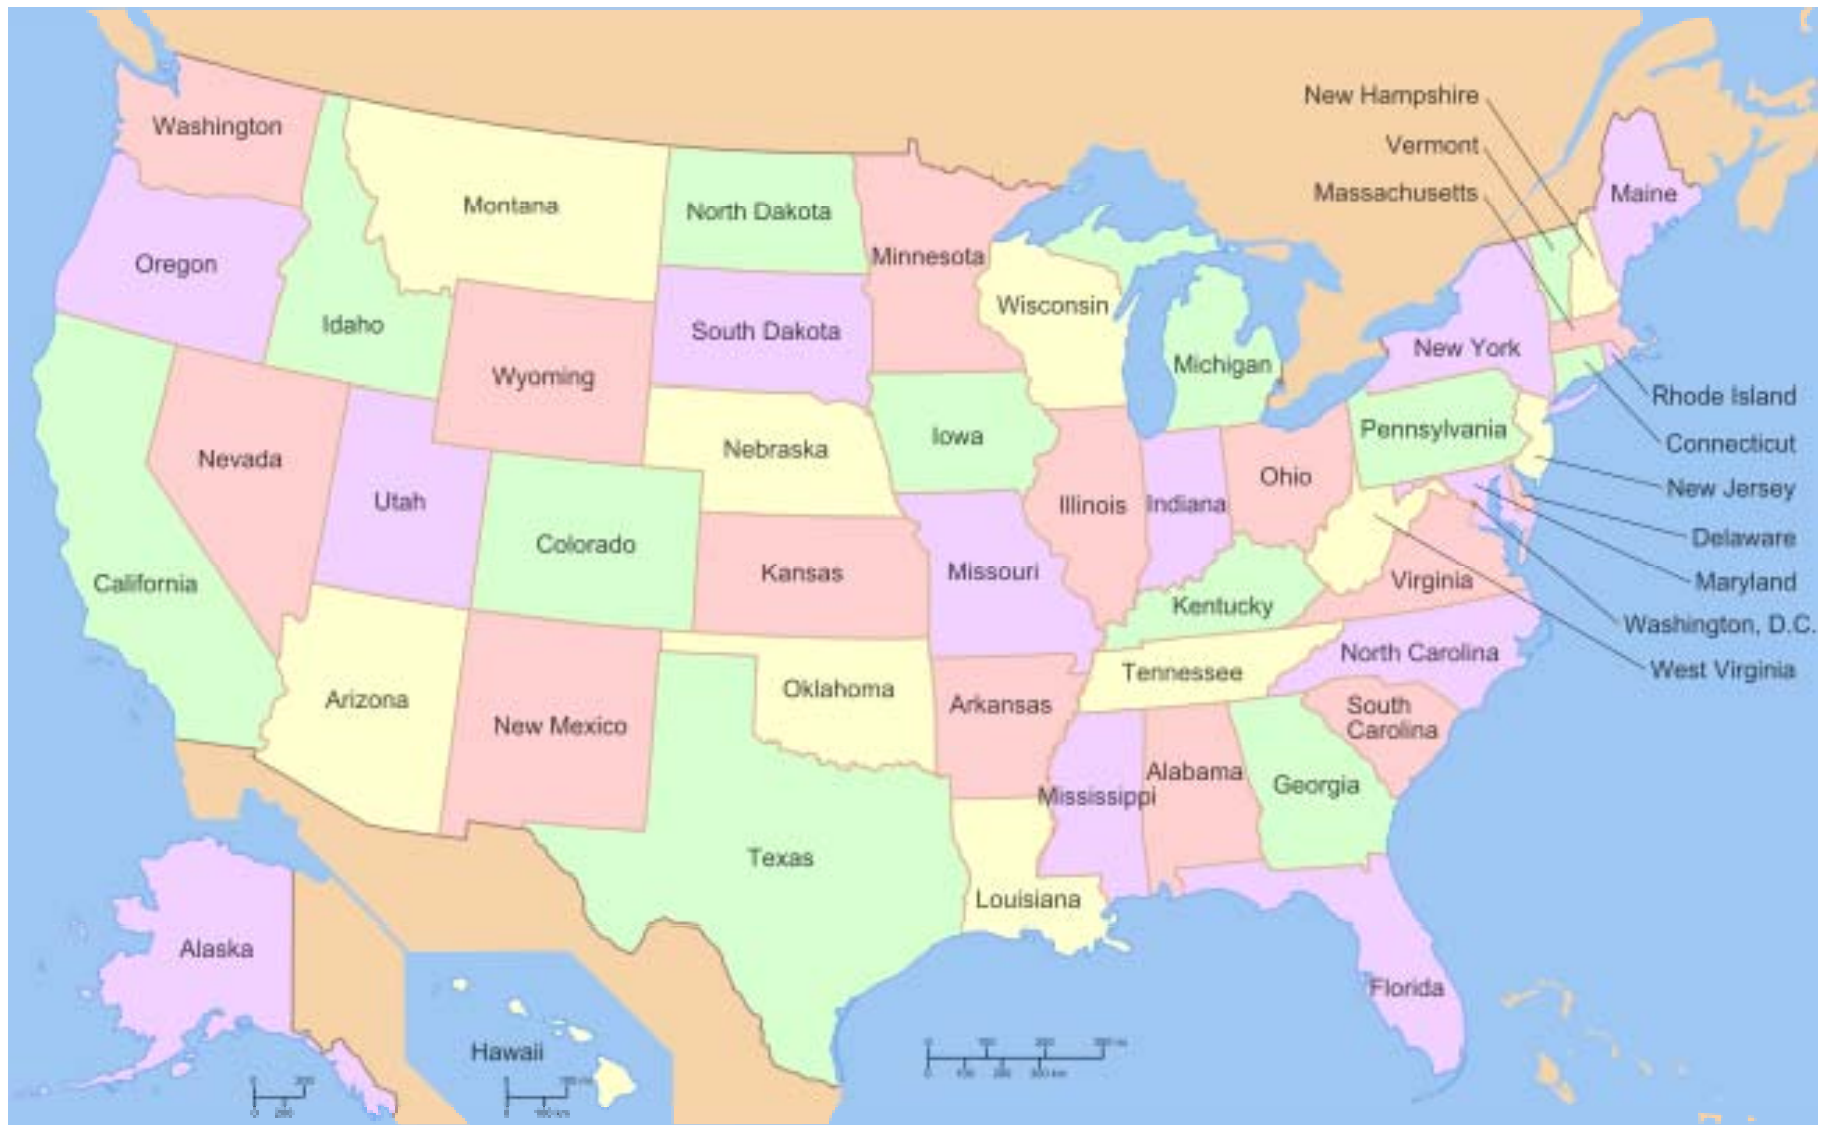 New Hampshire
Washington
Vermont
Massachusetts
Maine
Montana
North Dakota
Minnesota
Oregon
Wisconsin
Idaho
South Dakota
New York
Michigan
Wyoming
Rhode Island
Iowa
Pennsylvania
Connecticut
Nebraska
Nevada
Ohio
New Jersey
Utah
Illinois
Indiana
Delaware
Colorado
Kansas
Missouri
Virginia
Maryland
California
Kentucky
Washington, D.C.
North Carolina
West Virginia
Tennessee
Arizona
Oklahoma
Arkansas
South
Carolina
New Mexico
Alabama
Georgia
Mississippi
Texas
Louisiana
Alaska
Florida
Hawaii